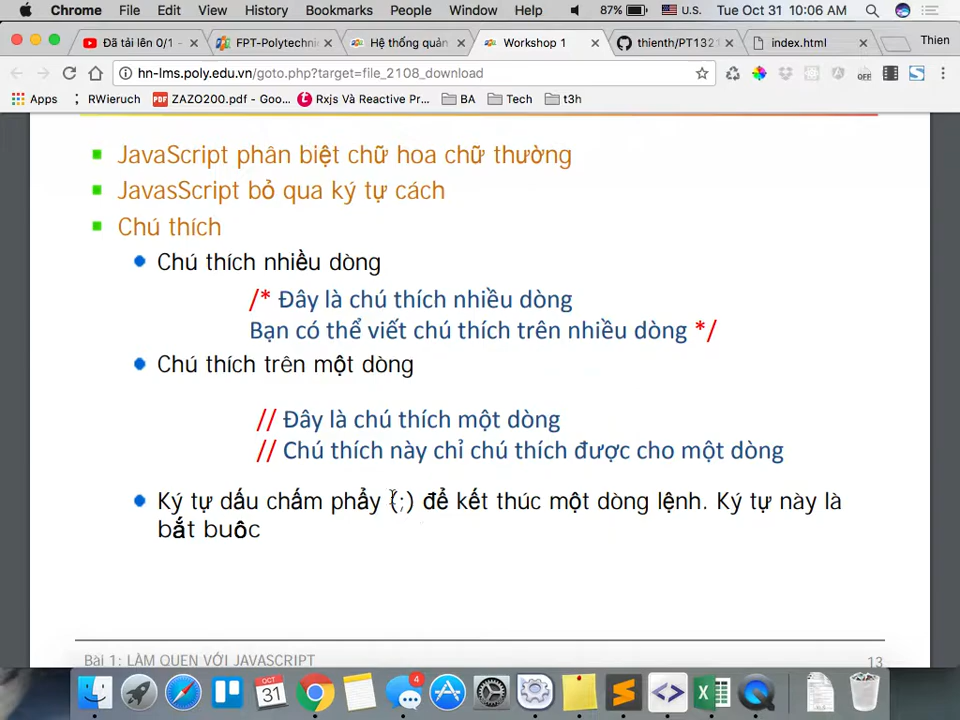 Chrome File Edit View History Bookmarks People Window Help 87% U.S. Tue Oct 31 10:06 AM
Đã tải lên 0/1 - FPT-Polytechnic Hệ thống quản Workshop 1 thienth/PT132 index.html Thien
hn-lms.poly.edu.vn/goto.php?target=file_2108_download
Apps RWieruch ZAZO200.pdf - Goo... Rxjs Và Reactive Pr... BA Tech t3h
JavaScript phân biệt chữ hoa chữ thường
JavasScript bỏ qua ký tự cách
Chú thích
Chú thích nhiều dòng
/* Đây là chú thích nhiều dòng
Bạn có thể viết chú thích trên nhiều dòng */
Chú thích trên một dòng
// Đây là chú thích một dòng
// Chú thích này chỉ chú thích được cho một dòng
Ký tự dấu chấm phẩy (;) để kết thúc một dòng lệnh. Ký tự này là
bắt buộc
Bài 1: LÀM QUEN VỚI JAVASCRIPT 13
OCT 31 4